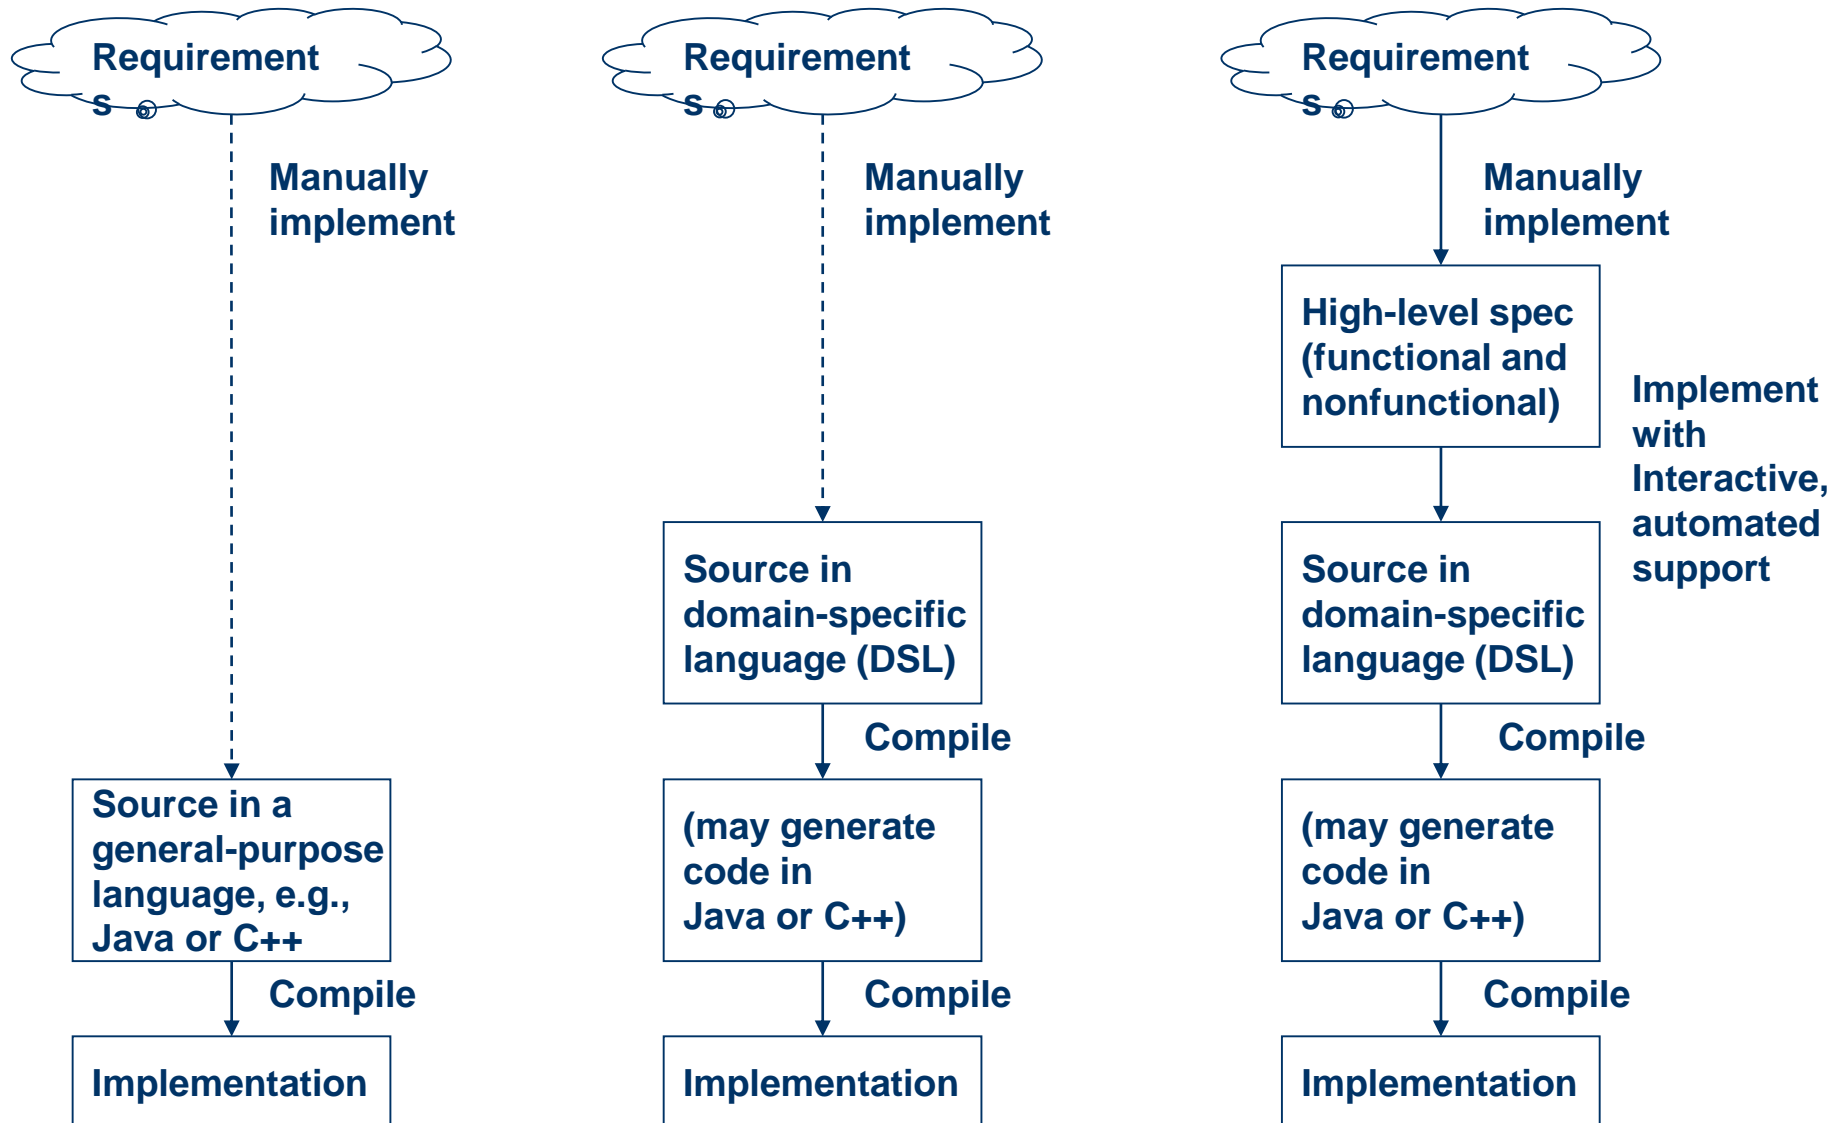 Requirement
s
Manually
implement
Source in a
general-purpose
language, e.g.,
Java or C++
Compile
Implementation
Requirement
s
Manually
implement
Source in
domain-specific
language (DSL)
Compile
(may generate
code in
Java or C++)
Compile
Implementation
Requirement
s
Manually
implement
High-level spec
(functional and
nonfunctional)
Implement
with
Interactive,
automated
support
Source in
domain-specific
language (DSL)
Compile
(may generate
code in
Java or C++)
Compile
Implementation